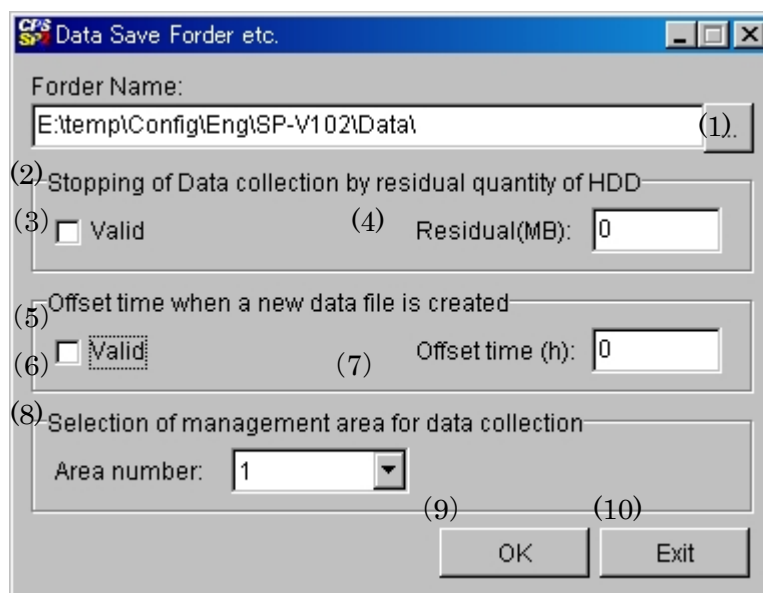 CPS SP7 Data Save Forder etc.
Forder Name:
E:\temp\Config\Eng\SP-V102\Data\ (1)...
(2) Stopping of Data collection by residual quantity of HDD
(3) Valid (4) Residual(MB): 0
(5) Offset time when a new data file is created
(6) Valid (7) Offset time (h): 0
(8) Selection of management area for data collection
Area number: 1
(9) (10)
OK Exit